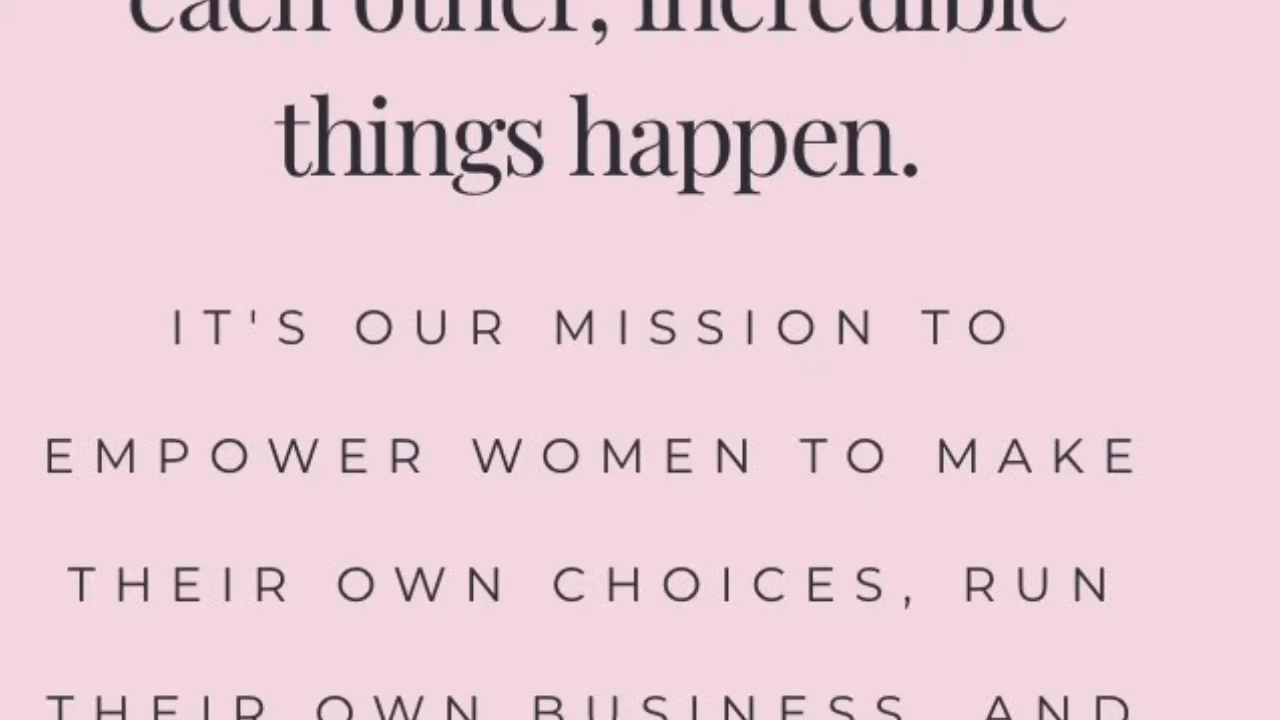 each other, incredible
things happen.
IT'S OUR MISSION TO
EMPOWER WOMEN TO MAKE
THEIR OWN CHOICES, RUN
THEIR OWN BUSINESS, AND